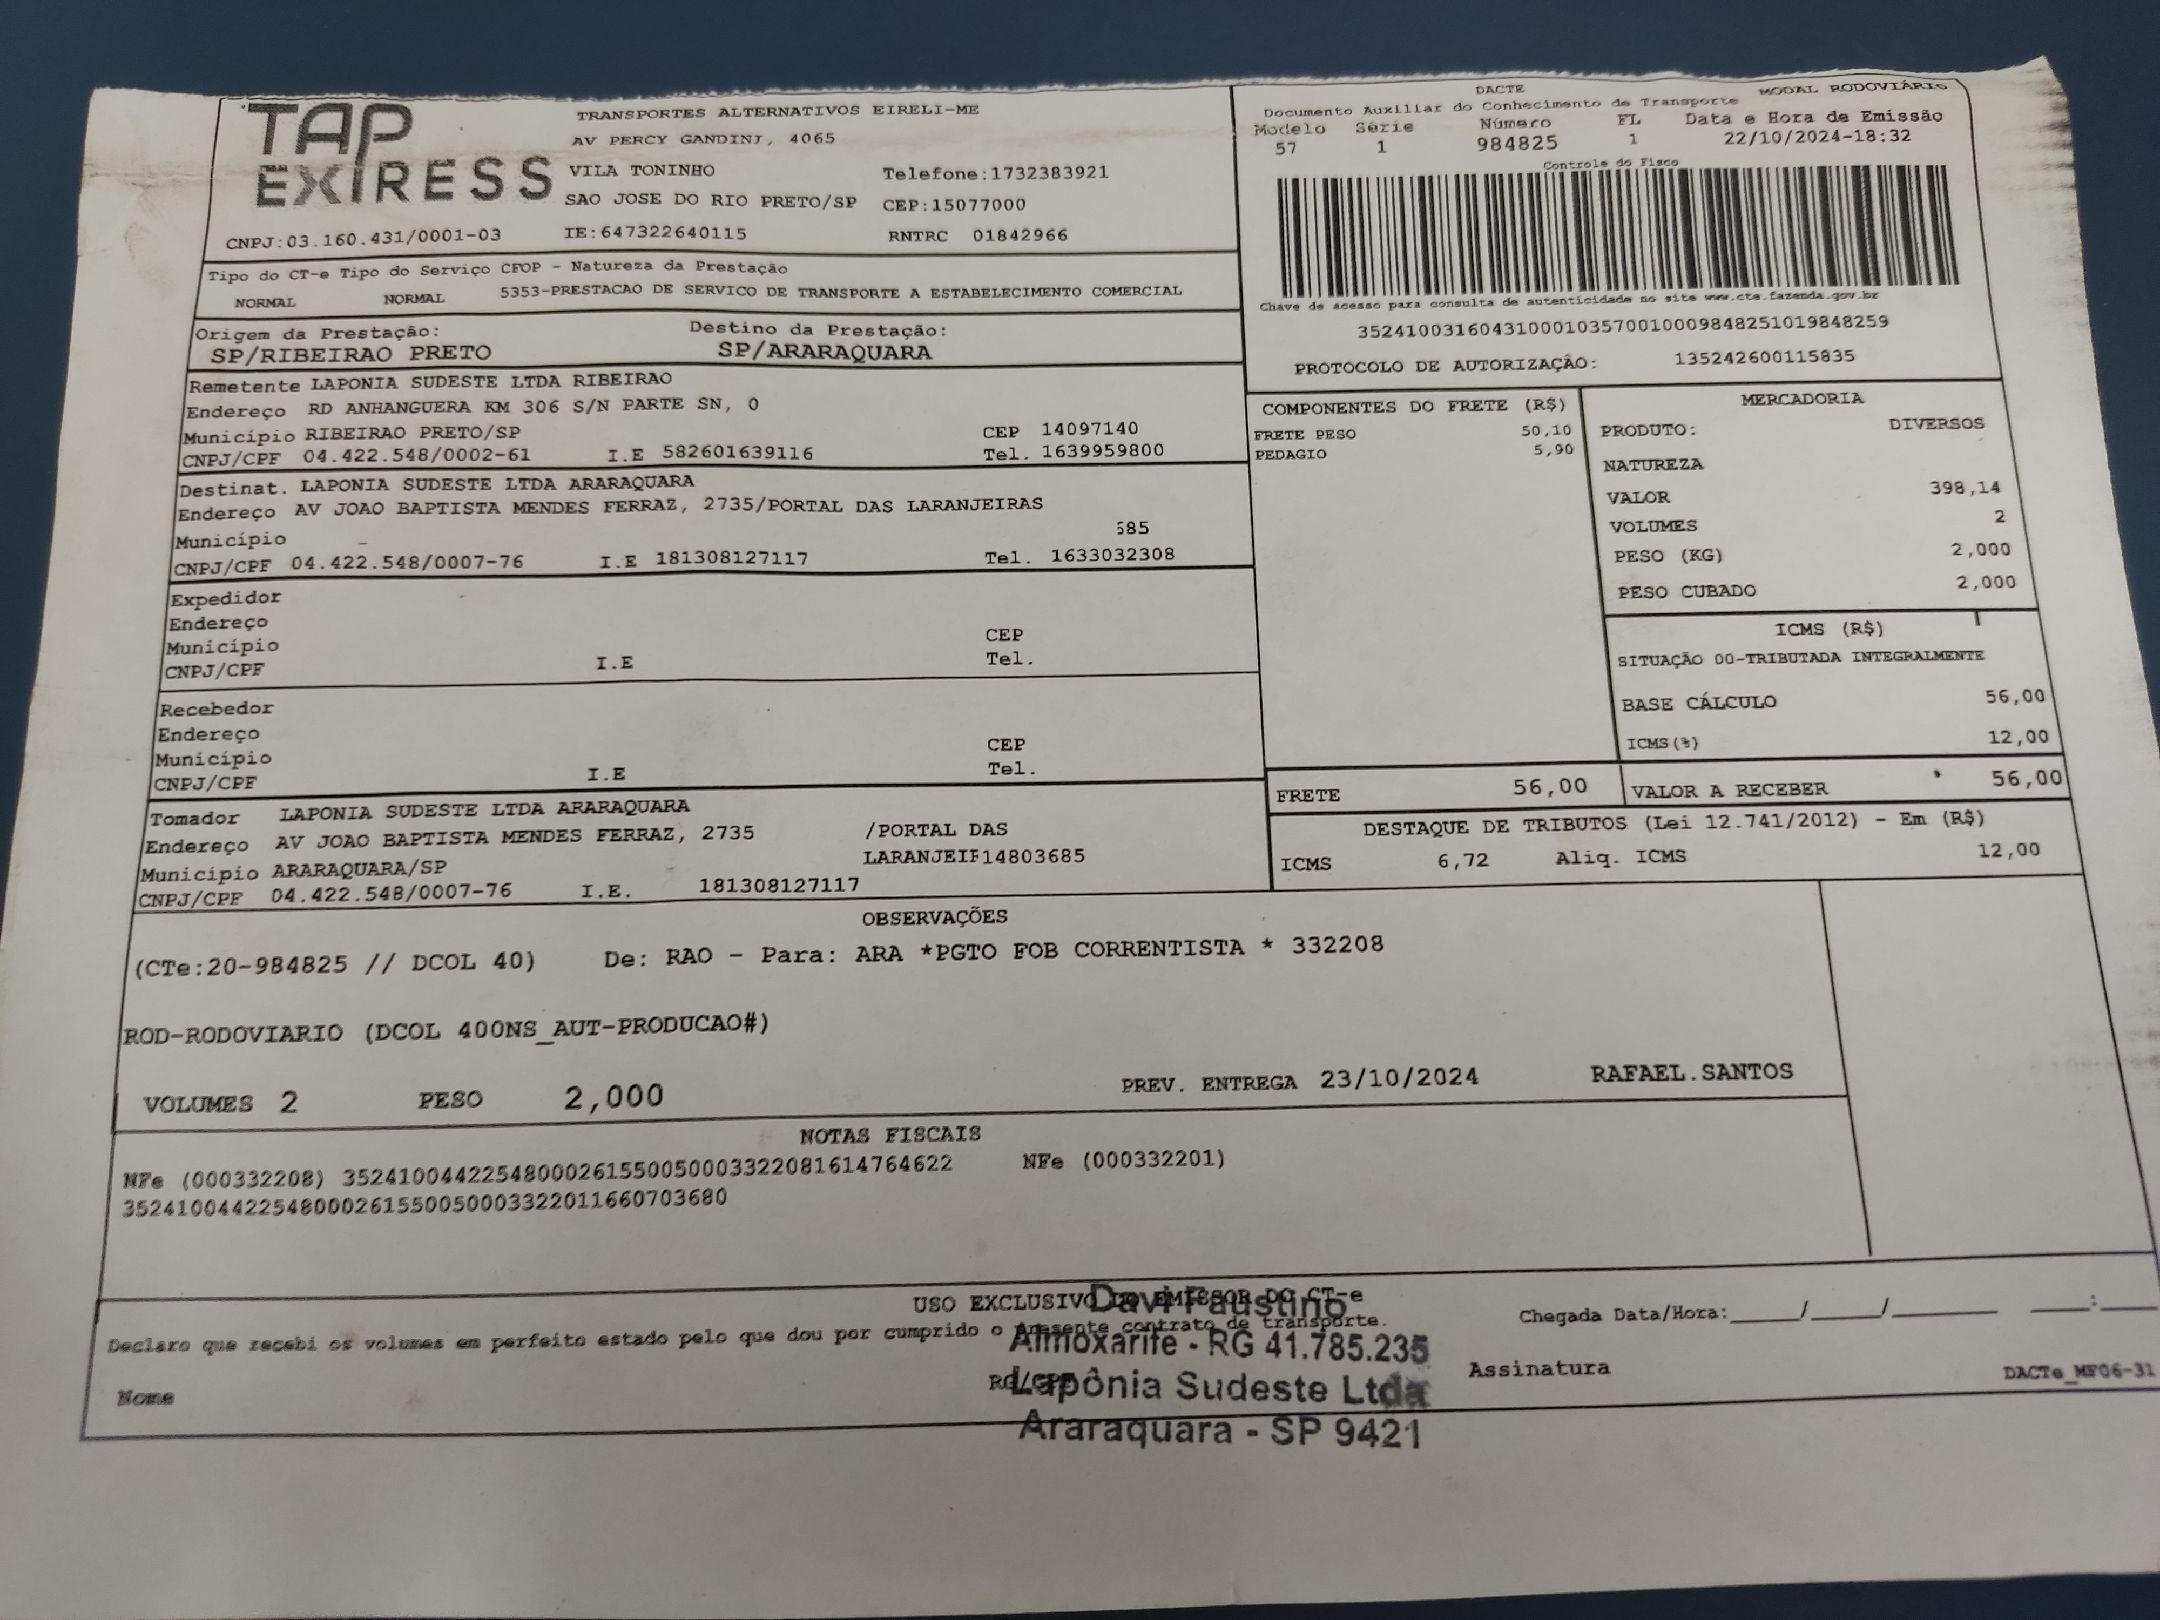 TAP
EXIRESS
TRANSPORTES ALTERNATIVOS EIRELI-ME
AV PERCY GANDINI, 4065
VILA TONINHO Telefone:1732383921
SAO JOSE DO RIO PRETO/SP CEP:15077000
CNPJ:03.160.431/0001-03 IE:647322640115 RNTRC 01842966
DACTE MODAL RODOVIÁRIO
Documento Auxiliar do Conhecimento de Transporte
Modelo Série Número FL Data e Hora de Emissão
57 1 984825 1 22/10/2024-18:32
Controle do Fisco
Chave de acesso para consulta de autenticidade no site www.cte.fazenda.gov.br
35241003160431000103570010009848251019848259
PROTOCOLO DE AUTORIZAÇÃO: 135242600115835
Tipo do CT-e Tipo do Serviço CFOP - Natureza da Prestação
NORMAL NORMAL 5353-PRESTACAO DE SERVICO DE TRANSPORTE A ESTABELECIMENTO COMERCIAL
Origem da Prestação: Destino da Prestação:
SP/RIBEIRAO PRETO SP/ARARAQUARA
Remetente LAPONIA SUDESTE LTDA RIBEIRAO
Endereço RD ANHANGUERA KM 306 S/N PARTE SN, 0
Município RIBEIRAO PRETO/SP CEP 14097140
CNPJ/CPF 04.422.548/0002-61 I.E 582601639116 Tel. 1639959800
Destinat. LAPONIA SUDESTE LTDA ARARAQUARA
Endereço AV JOAO BAPTISTA MENDES FERRAZ, 2735/PORTAL DAS LARANJEIRAS
Município 685
CNPJ/CPF 04.422.548/0007-76 I.E 181308127117 Tel. 1633032308
Expedidor
Endereço
Município CEP
CNPJ/CPF I.E Tel.
Recebedor
Endereço
Município CEP
CNPJ/CPF I.E Tel.
Tomador LAPONIA SUDESTE LTDA ARARAQUARA
Endereço AV JOAO BAPTISTA MENDES FERRAZ, 2735 /PORTAL DAS
Município ARARAQUARA/SP LARANJEIF14803685
CNPJ/CPF 04.422.548/0007-76 I.E. 181308127117
COMPONENTES DO FRETE (R$)
FRETE PESO 50,10
PEDAGIO 5,90
MERCADORIA
PRODUTO: DIVERSOS
NATUREZA
VALOR 398,14
VOLUMES 2
PESO (KG) 2,000
PESO CUBADO 2,000
ICMS (R$)
SITUAÇÃO 00-TRIBUTADA INTEGRALMENTE
BASE CÁLCULO 56,00
ICMS(%) 12,00
FRETE 56,00 VALOR A RECEBER 56,00
DESTAQUE DE TRIBUTOS (Lei 12.741/2012) - Em (R$)
ICMS 6,72 Aliq. ICMS 12,00
OBSERVAÇÕES
(CTe:20-984825 // DCOL 40) De: RAO - Para: ARA *PGTO FOB CORRENTISTA * 332208
ROD-RODOVIARIO (DCOL 400NS_AUT-PRODUCAO#)
VOLUMES 2 PESO 2,000 PREV. ENTREGA 23/10/2024 RAFAEL.SANTOS
NOTAS FISCAIS
NFe (000332208) 35241004422548000261550050003322081614764622 NFe (000332201)
35241004422548000261550050003322011660703680
USO EXCLUSIVO DO EMISSOR DO CT-e
Declaro que recebi os volumes em perfeito estado pelo que dou por cumprido o presente contrato de transporte.
Chegada Data/Hora:____/____/______ ___:___
Nome RG/CPF Assinatura DACTe_MF06-31
Davi Faustino
Almoxarife - RG 41.785.235
Lapônia Sudeste Ltda
Araraquara - SP 9421